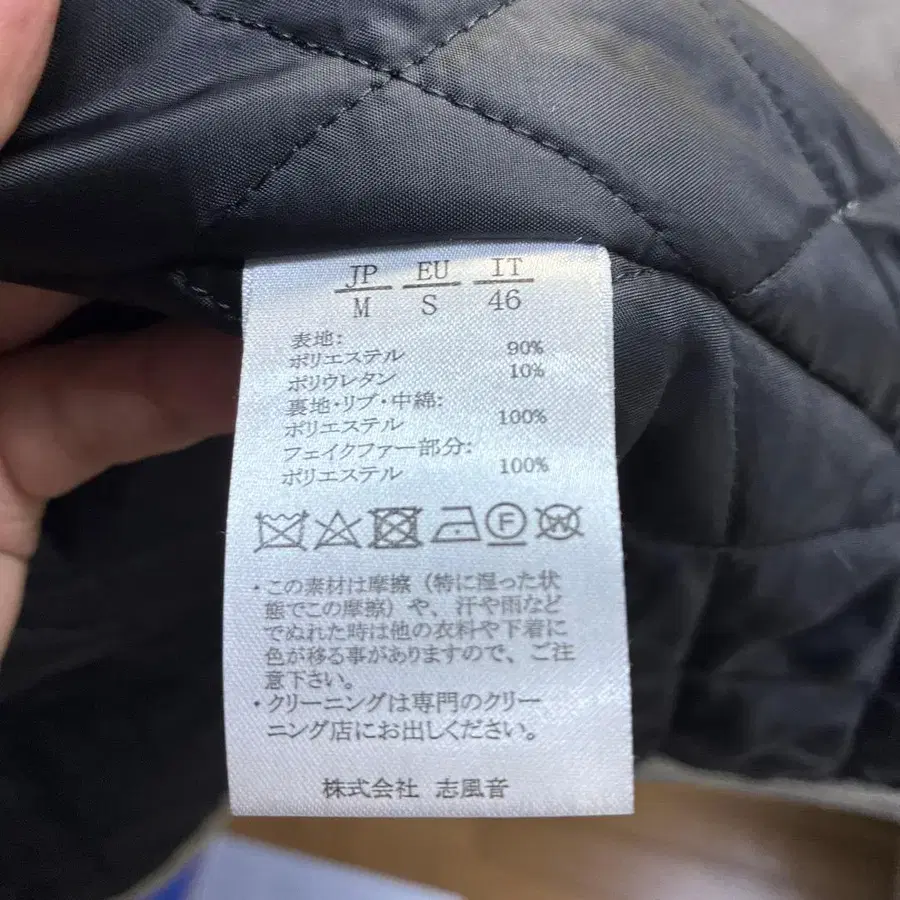 JP EU IT
M S 46
表地:
ポリエステル 90%
ポリウレタン 10%
裏地・リブ・中綿:
ポリエステル 100%
フェイクファー部分:
ポリエステル 100%
F W
・この素材は摩擦（特に湿った状
態でこの摩擦）や、汗や雨など
でぬれた時は他の衣料や下着に
色が移る事がありますので、ご注
意下さい。
・クリーニングは専門のクリー
ニング店にお出しください。
株式会社 志風音